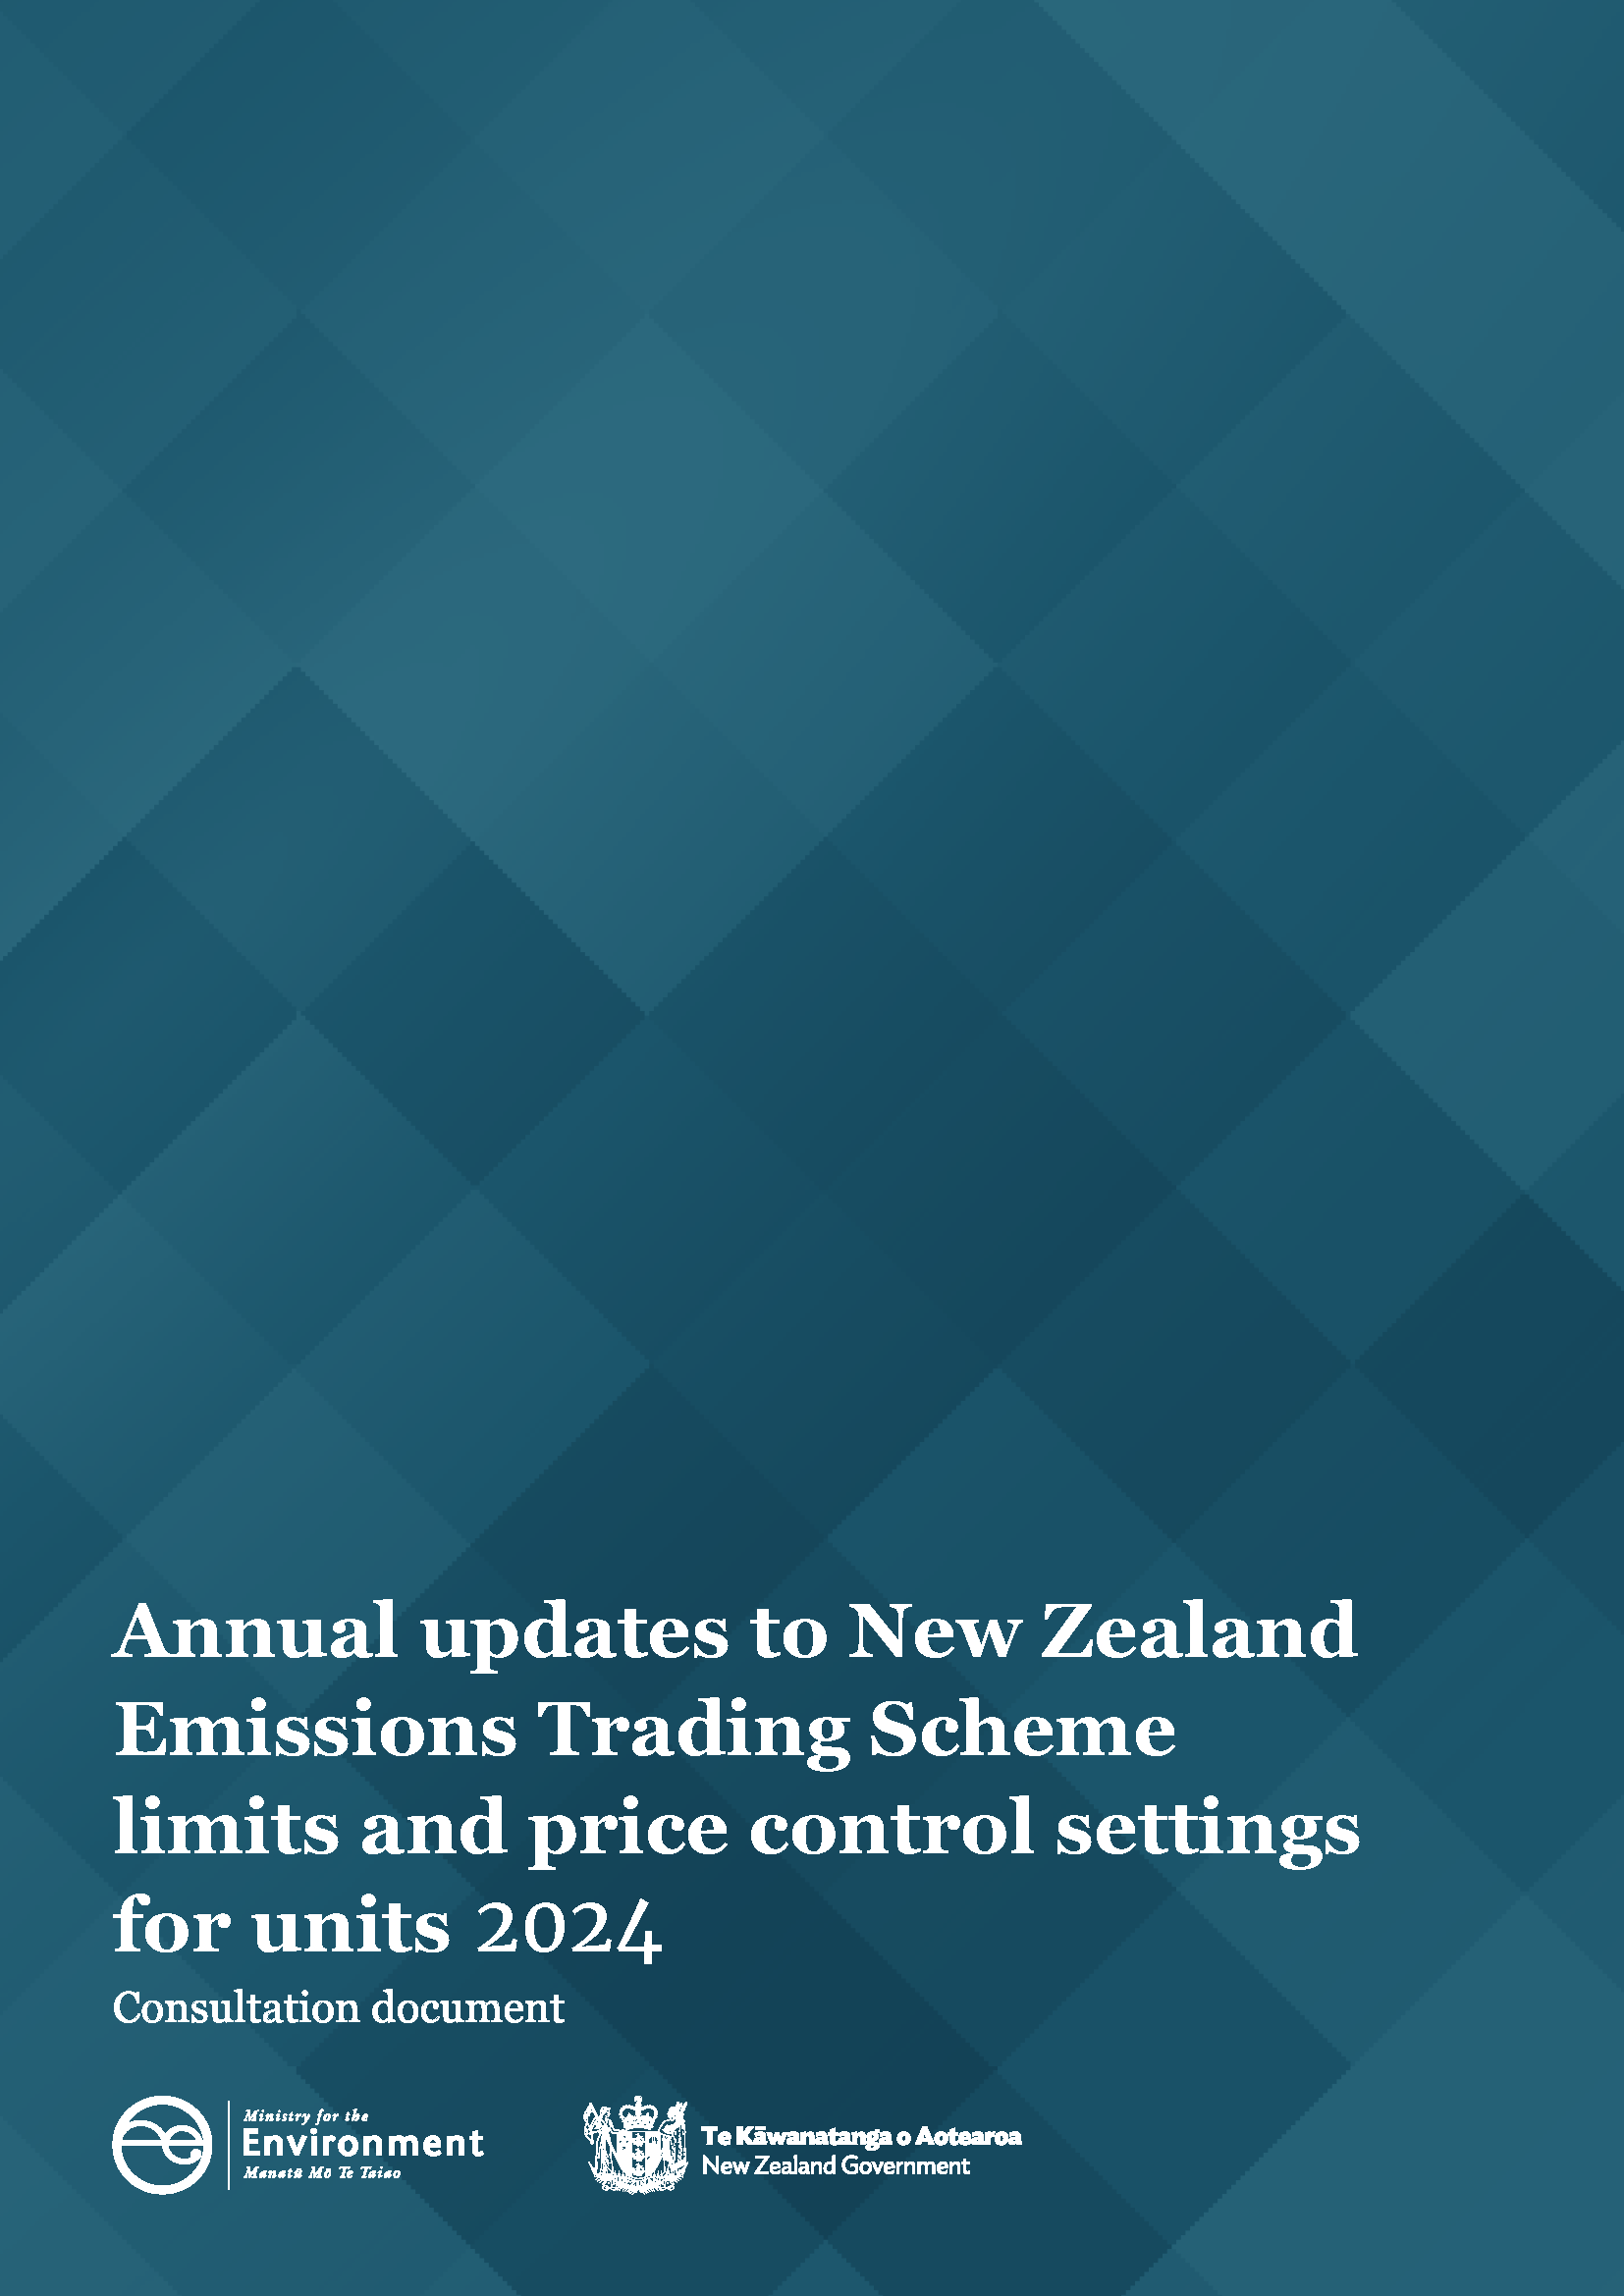 Annual updates to New Zealand
Emissions Trading Scheme
limits and price control settings
for units 2024
Consultation document
Ministry for the
Environment
Manatū Mō Te Taiao
Te Kāwanatanga o Aotearoa
New Zealand Government